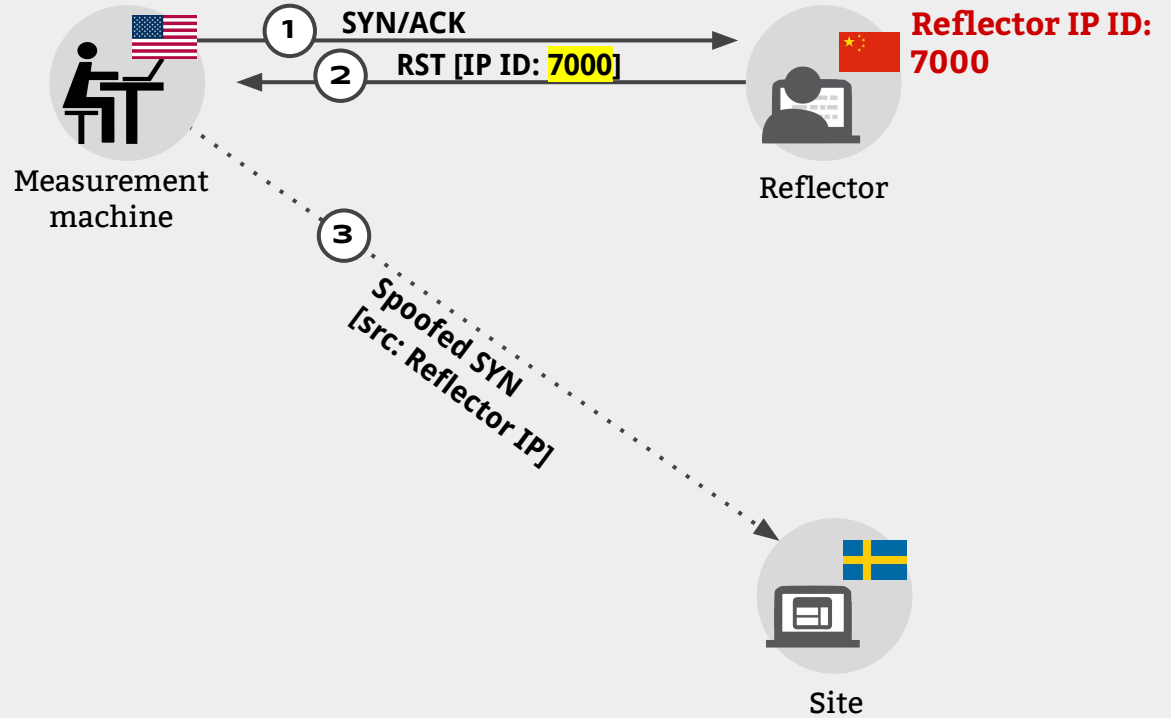 1
SYN/ACK
Reflector IP ID:
7000
2
RST [IP ID: 7000]
Measurement
machine
Reflector
3
Spoofed SYN
[src: Reflector IP]
Site